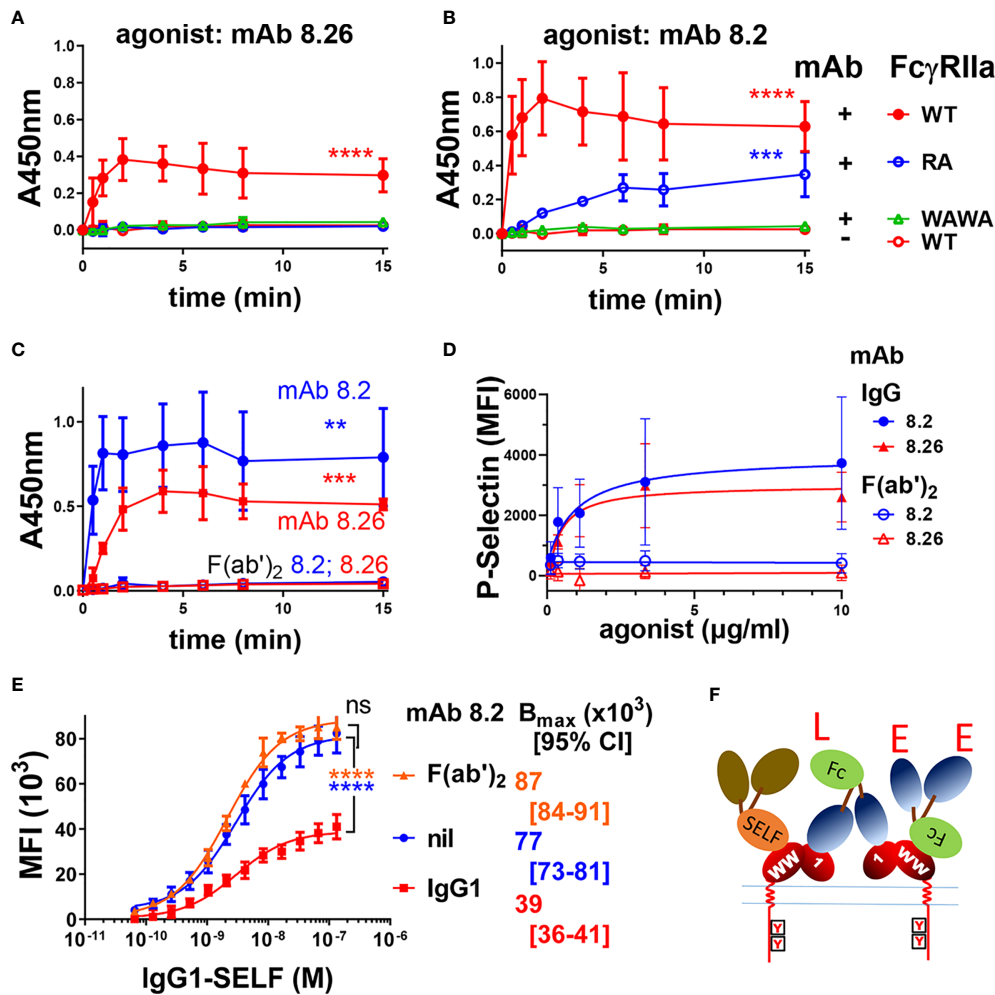 A
agonist: mAb 8.26
A450nm
1.0
0.8
0.6
0.4
0.2
0.0
****
0 5 10 15
time (min)
B
agonist: mAb 8.2
A450nm
1.0
0.8
0.6
0.4
0.2
0.0
****
***
0 5 10 15
time (min)
mAb FcγRIIa
+ WT
+ RA
+ WAWA
- WT
C
A450nm
1.0
0.5
0.0
mAb 8.2
**
***
mAb 8.26
F(ab')2 8.2; 8.26
0 5 10 15
time (min)
D
P-Selectin (MFI)
6000
4000
2000
0
0 5 10
agonist (μg/ml)
mAb
IgG
8.2
8.26
F(ab')2
8.2
8.26
E
MFI (10³)
80
60
40
20
0
10⁻¹¹ 10⁻¹⁰ 10⁻⁹ 10⁻⁸ 10⁻⁷ 10⁻⁶
IgG1-SELF (M)
ns
****
****
mAb 8.2 Bmax (x10³)
[95% CI]
F(ab')2 87
[84-91]
nil 77
[73-81]
IgG1 39
[36-41]
F
L E E
Fc
SELF
Fc
WW 1 1 WW
Y Y
Y Y